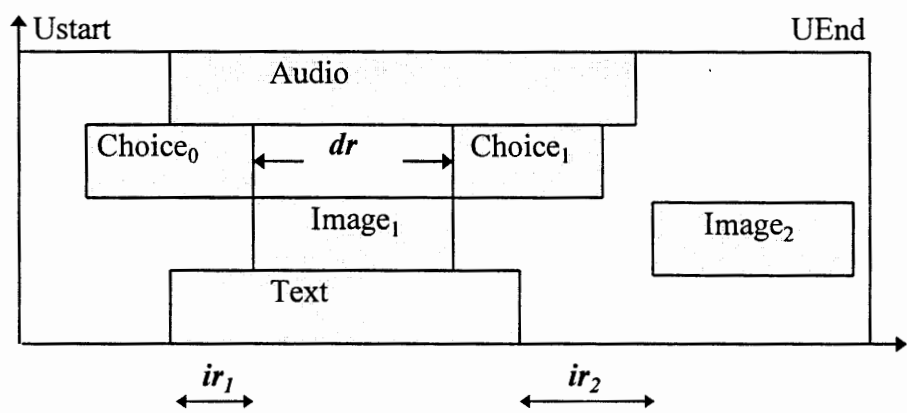 Ustart UEnd
Audio
Choice₀ dr Choice₁
Image₁ Image₂
Text
ir₁ ir₂